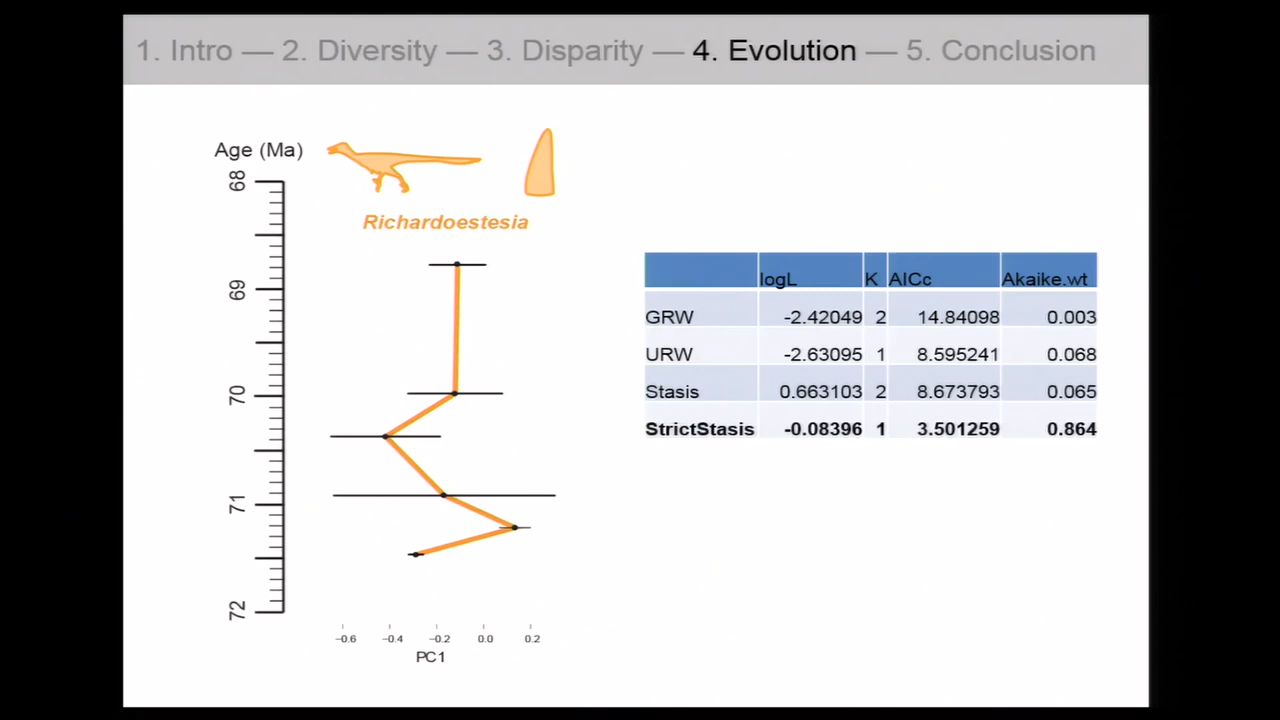 1. Intro — 2. Diversity — 3. Disparity — 4. Evolution — 5. Conclusion
Age (Ma)
68
Richardoestesia
69
70
71
72
−0.6 −0.4 −0.2 0.0 0.2
PC1
logL K AICc Akaike.wt
GRW -2.42049 2 14.84098 0.003
URW -2.63095 1 8.595241 0.068
Stasis 0.663103 2 8.673793 0.065
StrictStasis -0.08396 1 3.501259 0.864